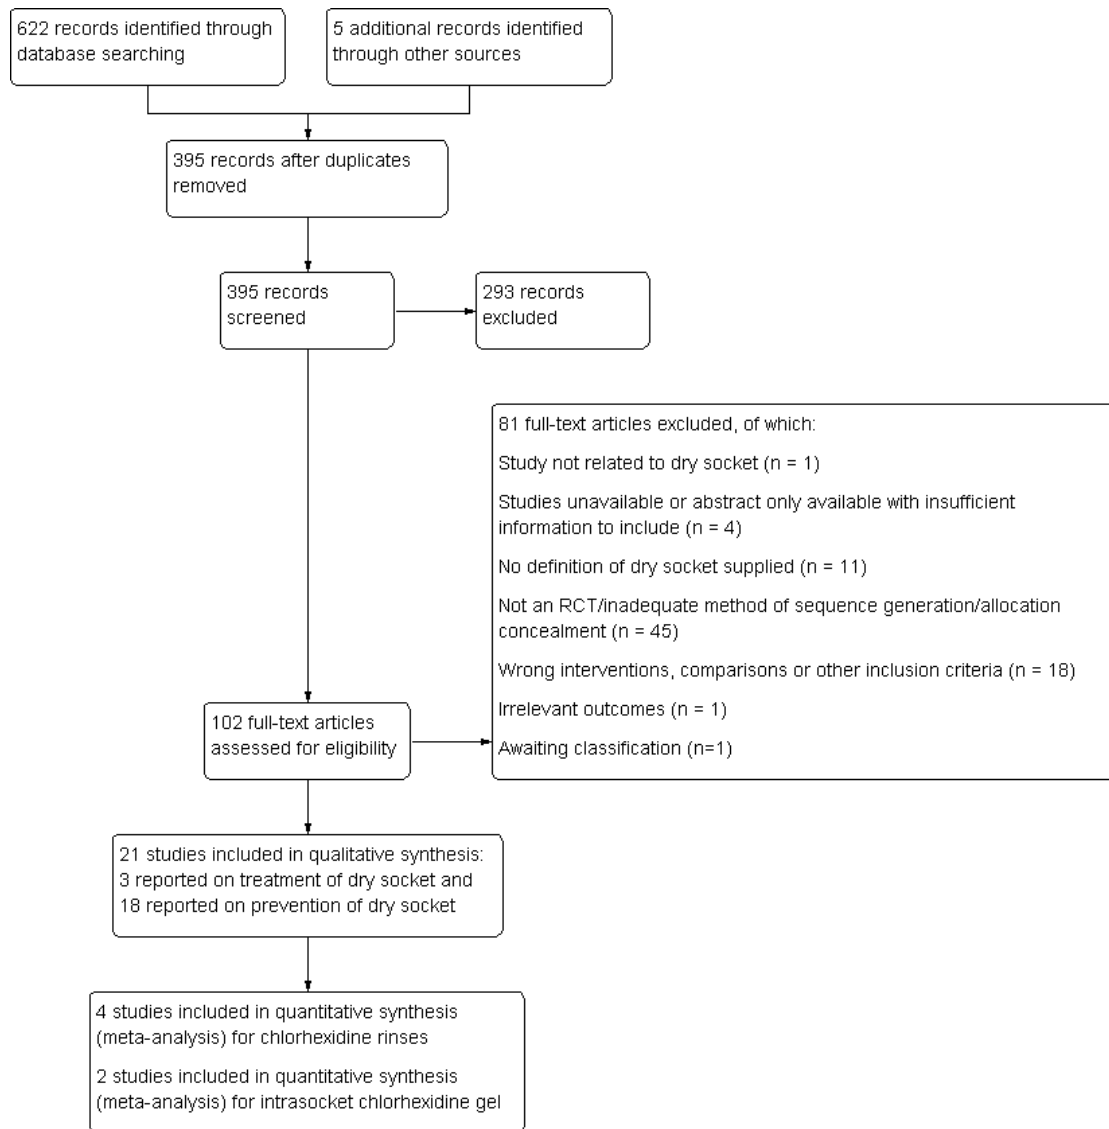 622 records identified through
database searching
5 additional records identified
through other sources
395 records after duplicates
removed
395 records
screened
293 records
excluded
81 full-text articles excluded, of which:
Study not related to dry socket (n = 1)
Studies unavailable or abstract only available with insufficient
information to include (n = 4)
No definition of dry socket supplied (n = 11)
Not an RCT/inadequate method of sequence generation/allocation
concealment (n = 45)
Wrong interventions, comparisons or other inclusion criteria (n = 18)
Irrelevant outcomes (n = 1)
Awaiting classification (n=1)
102 full-text articles
assessed for eligibility
21 studies included in qualitative synthesis:
3 reported on treatment of dry socket and
18 reported on prevention of dry socket
4 studies included in quantitative synthesis
(meta-analysis) for chlorhexidine rinses
2 studies included in quantitative synthesis
(meta-analysis) for intrasocket chlorhexidine gel